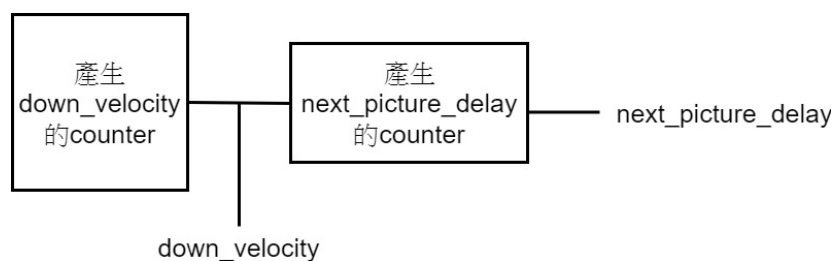 產生
down_velocity
的counter
產生
next_picture_delay
的counter
next_picture_delay
down_velocity